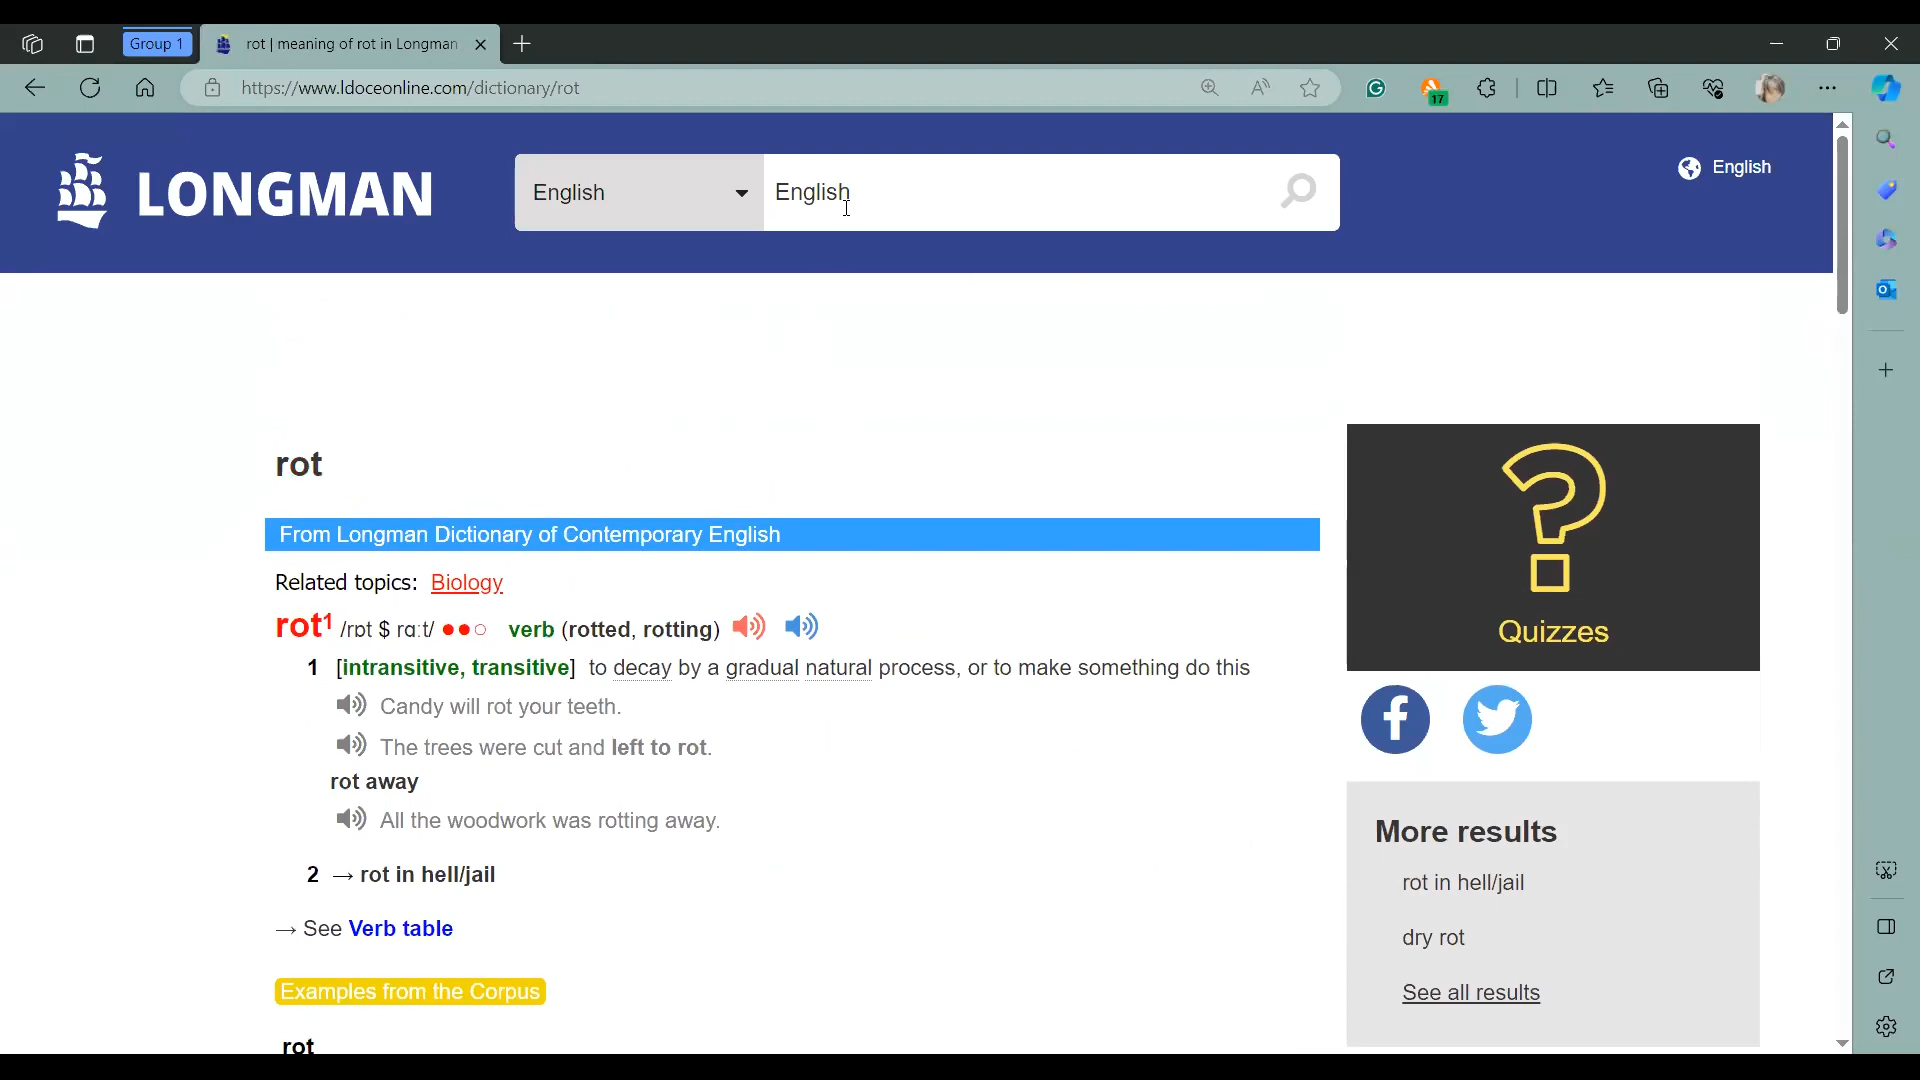 Group 1
rot | meaning of rot in Longman
https://www.ldoceonline.com/dictionary/rot
17
LONGMAN
English
English
English
rot
From Longman Dictionary of Contemporary English
Related topics: Biology
rot1 /rɒt $ rɑːt/ ●●○ verb (rotted, rotting)
1 [intransitive, transitive] to decay by a gradual natural process, or to make something do this
Candy will rot your teeth.
The trees were cut and left to rot.
rot away
All the woodwork was rotting away.
2 → rot in hell/jail
→ See Verb table
Examples from the Corpus
rot
Quizzes
More results
rot in hell/jail
dry rot
See all results